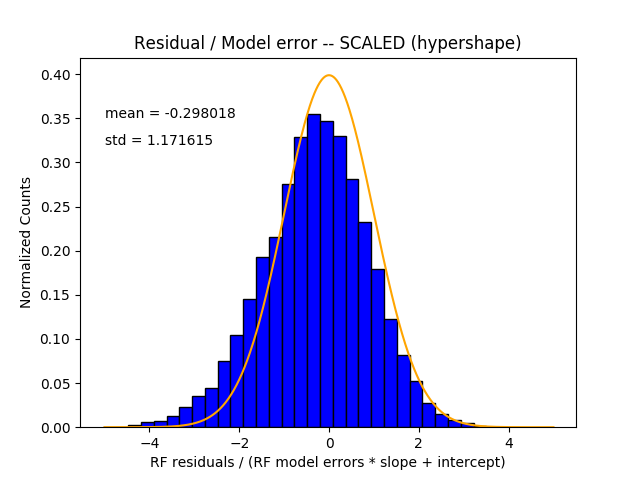 Residual / Model error -- SCALED (hypershape)
0.40
0.35
0.30
0.25
0.20
0.15
0.10
0.05
0.00
Normalized Counts
mean = -0.298018
std = 1.171615
−4
−2
0
2
4
RF residuals / (RF model errors * slope + intercept)